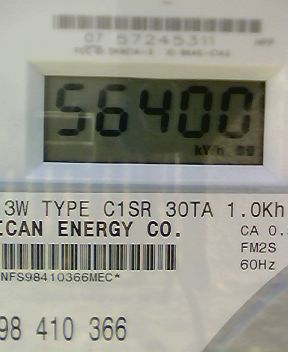 07 57245311
56400
kWh
3W TYPE C1SR 30TA 1.0Kh
ICAN ENERGY CO.
CA 0.
FM2S
60Hz
NFS98410366MEC*
98 410 366